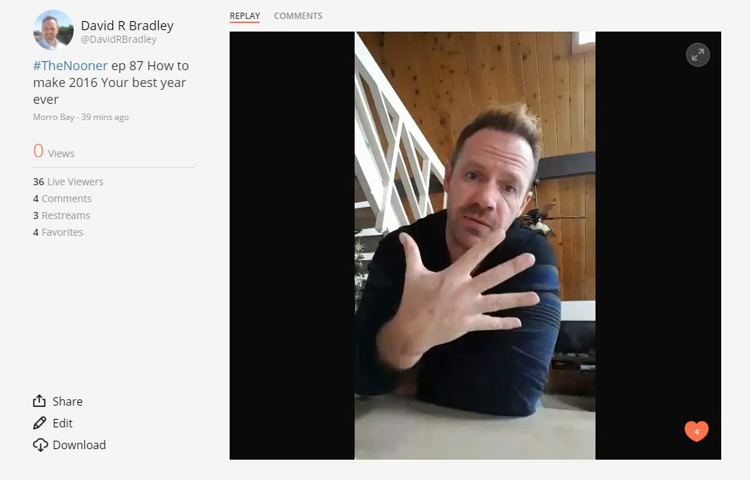 David R Bradley
@DavidRBradley
#TheNooner ep 87 How to
make 2016 Your best year
ever
Morro Bay - 39 mins ago
0 Views
36 Live Viewers
4 Comments
3 Restreams
4 Favorites
Share
Edit
Download
REPLAY COMMENTS
4